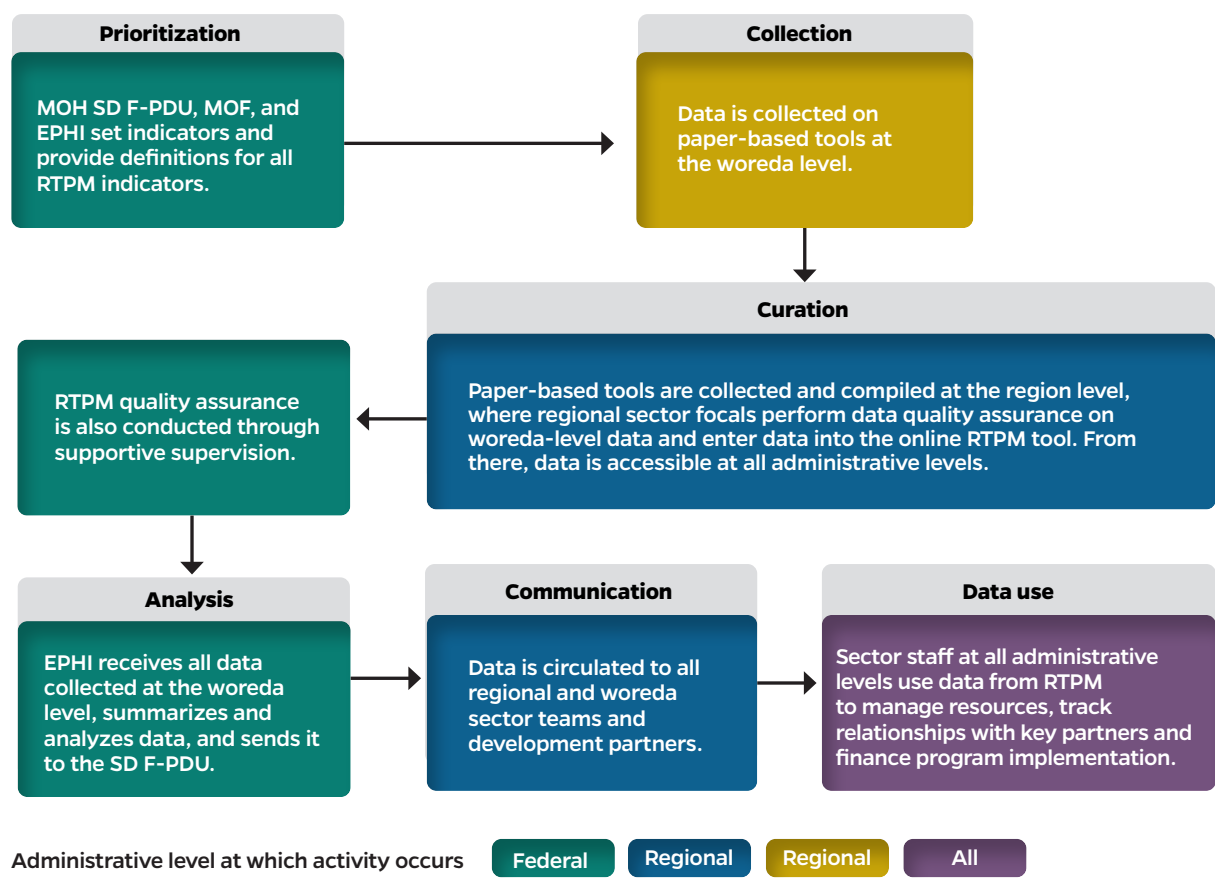 Prioritization
MOH SD F-PDU, MOF, and
EPHI set indicators and
provide definitions for all
RTPM indicators.
Collection
Data is collected on
paper-based tools at
the woreda level.
Curation
Paper-based tools are collected and compiled at the region level,
where regional sector focals perform data quality assurance on
woreda-level data and enter data into the online RTPM tool. From
there, data is accessible at all administrative levels.
RTPM quality assurance
is also conducted through
supportive supervision.
Analysis
EPHI receives all data
collected at the woreda
level, summarizes and
analyzes data, and sends it
to the SD F-PDU.
Communication
Data is circulated to all
regional and woreda
sector teams and
development partners.
Data use
Sector staff at all administrative
levels use data from RTPM
to manage resources, track
relationships with key partners and
finance program implementation.
Administrative level at which activity occurs
Federal
Regional
Regional
All